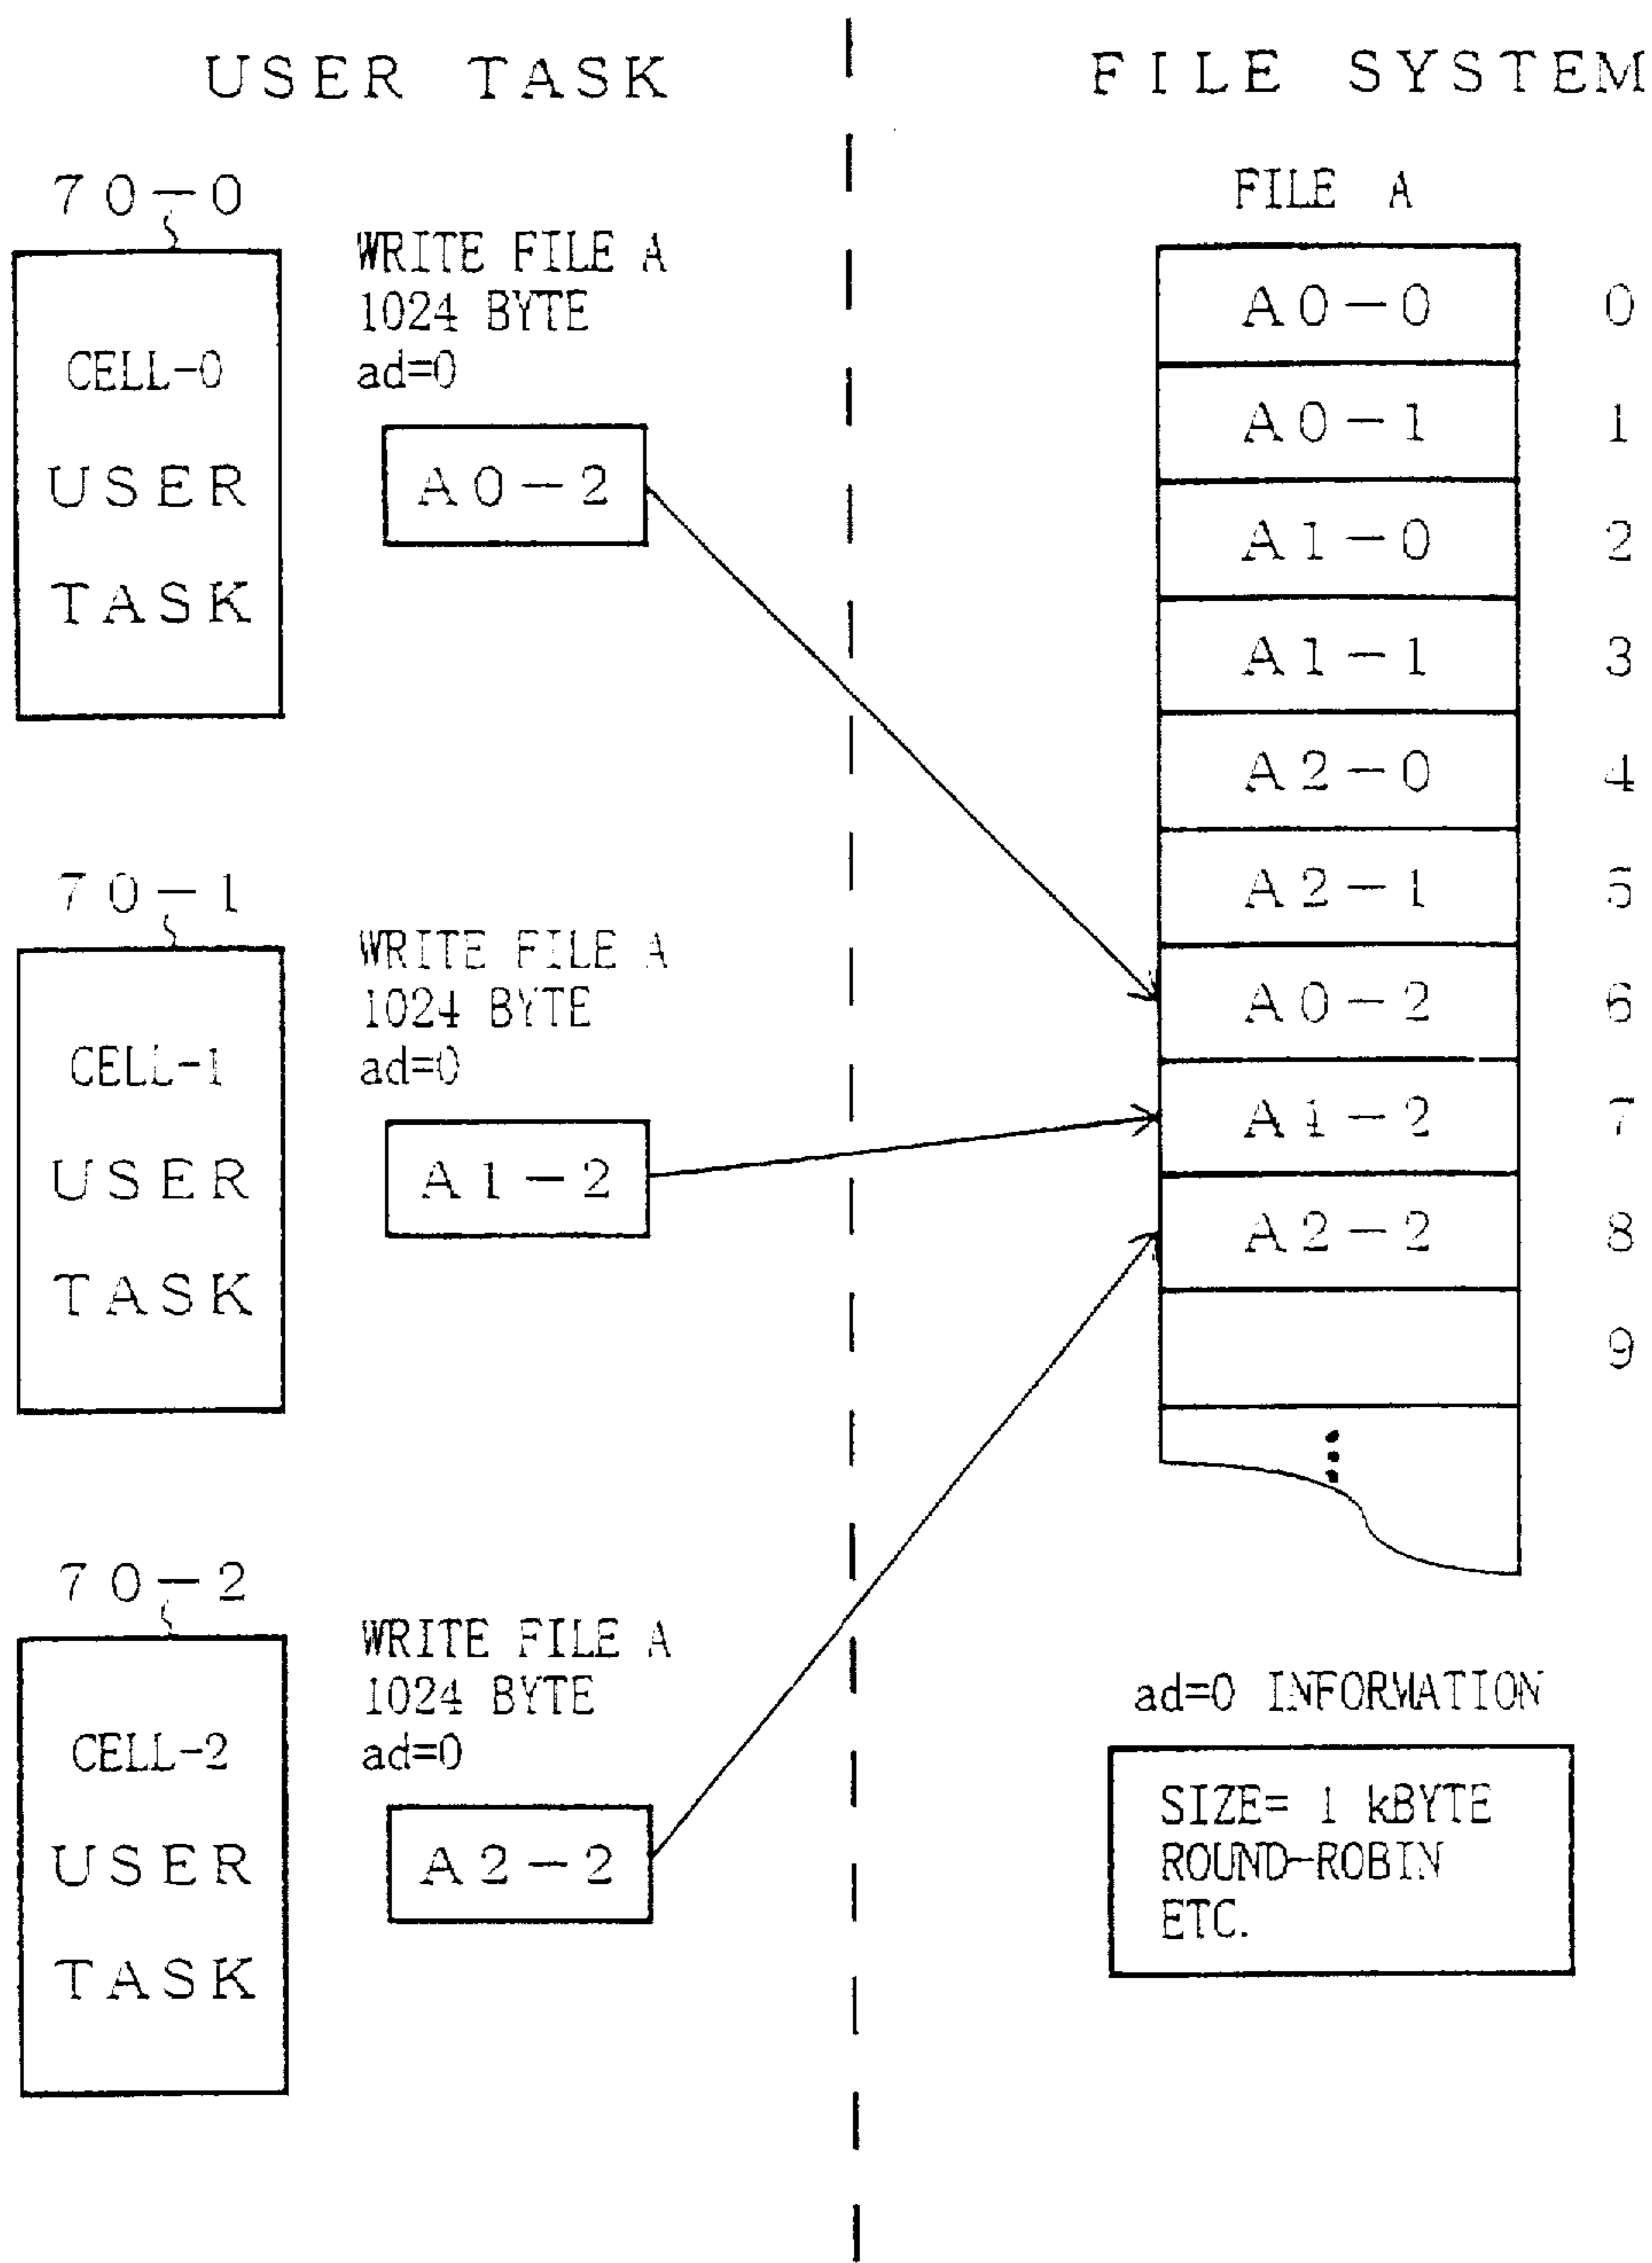 USER TASK
70-0
CELL-0
USER
TASK
WRITE FILE A
1024 BYTE
ad=0
A0-2
70-1
CELL-1
USER
TASK
WRITE FILE A
1024 BYTE
ad=0
A1-2
70-2
CELL-2
USER
TASK
WRITE FILE A
1024 BYTE
ad=0
A2-2
FILE SYSTEM
FILE A
A0-0 0
A0-1 1
A1-0 2
A1-1 3
A2-0 4
A2-1 5
A0-2 6
A1-2 7
A2-2 8
9
ad=0 INFORMATION
SIZE= 1 kBYTE
ROUND-ROBIN
ETC.